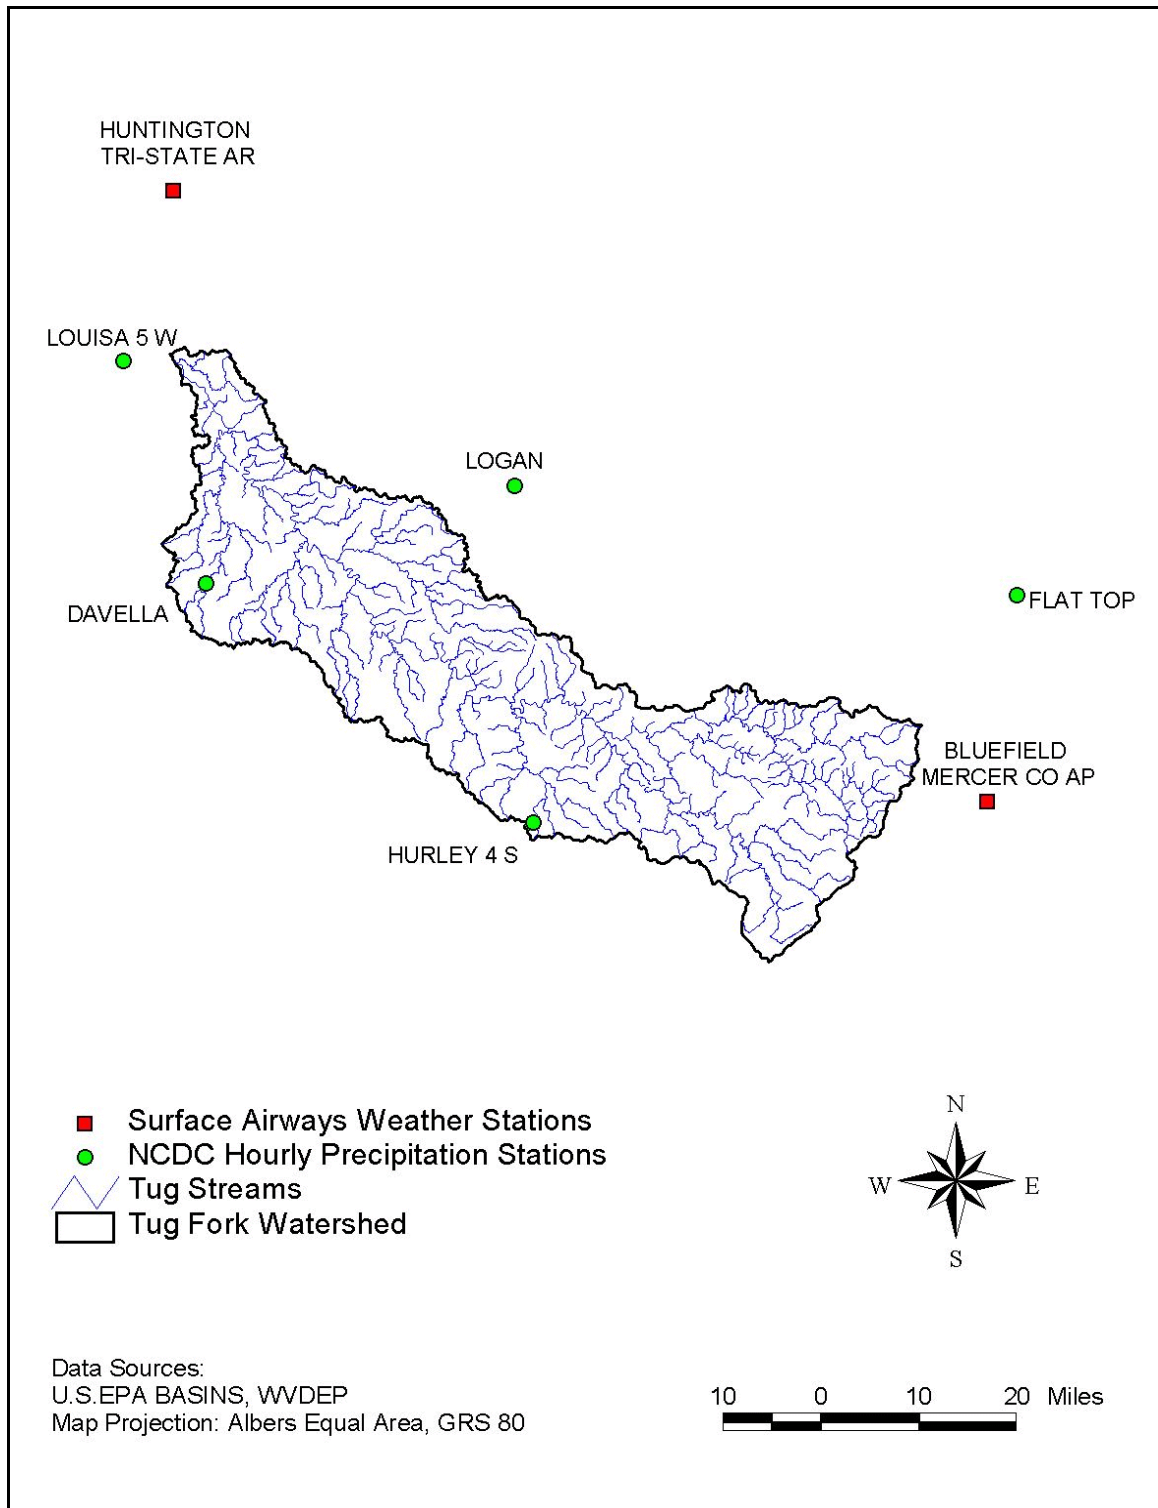 HUNTINGTON
TRI-STATE AR
LOUISA 5 W
LOGAN
DAVELLA
FLAT TOP
BLUEFIELD
MERCER CO AP
HURLEY 4 S
Surface Airways Weather Stations
NCDC Hourly Precipitation Stations
Tug Streams
Tug Fork Watershed
N
W
E
S
Data Sources:
U.S.EPA BASINS, WVDEP
Map Projection: Albers Equal Area, GRS 80
10 0 10 20 Miles